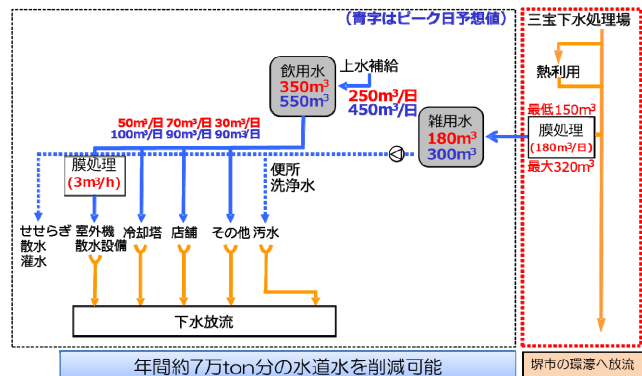 (青字はピーク日予想値)
三宝下水処理場
熱利用
飲用水
350m³
550m³
上水補給
250m³/日
450m³/日
50m³/日 70m³/日 30m³/日
100m³/日 90m³/日 90m³/日
雑用水
180m³
300m³
最低150m³
膜処理
(180m³/日)
最大320m³
膜処理
(3m³/h)
便所
洗浄水
せせらぎ
散水
灌水
室外機
散水設備
冷却塔
店舗
その他
汚水
下水放流
年間約7万ton分の水道水を削減可能
堺市の環濠へ放流